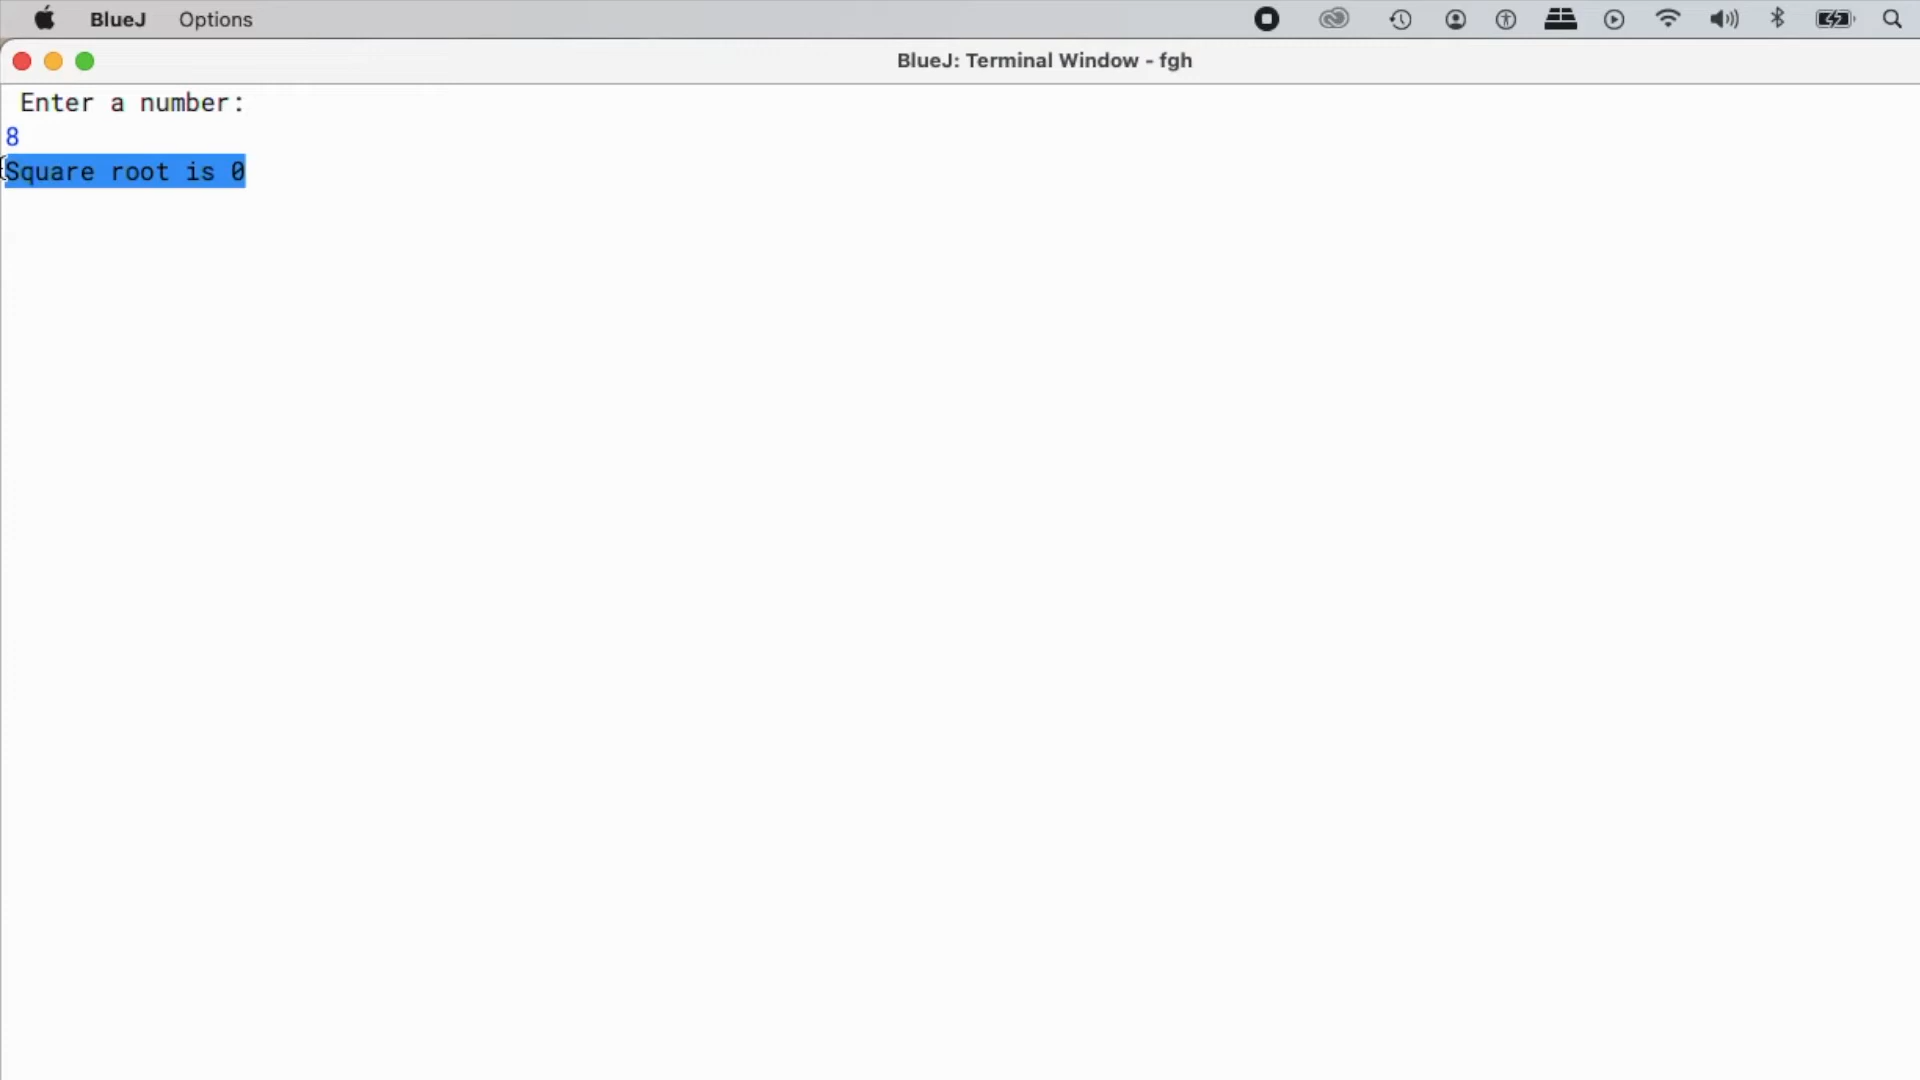 BlueJ Options
BlueJ: Terminal Window - fgh
Enter a number:
8
Square root is 0